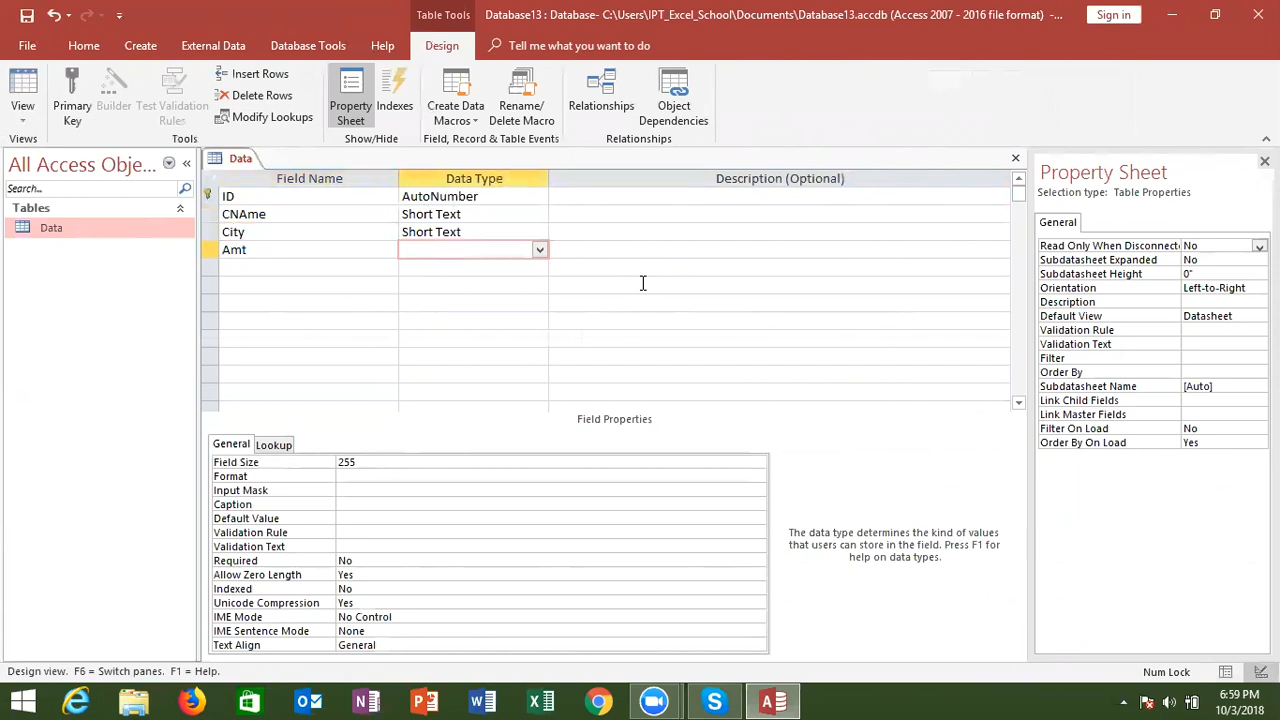 Table Tools
Database13 : Database- C:\Users\IPT_Excel_School\Documents\Database13.accdb (Access 2007 - 2016 file format) -...
Sign in
File Home Create External Data Database Tools Help Design Tell me what you want to do
View
Primary Key
Builder
Test Validation Rules
Insert Rows
Delete Rows
Modify Lookups
Property Sheet
Indexes
Create Data Macros
Rename/ Delete Macro
Relationships
Object Dependencies
Views Tools Show/Hide Field, Record & Table Events Relationships
All Access Obje...
Search...
Tables
Data
Data
Field Name Data Type Description (Optional)
ID AutoNumber
CName Short Text
City Short Text
Amt
Field Properties
General Lookup
Field Size 255
Format
Input Mask
Caption
Default Value
Validation Rule
Validation Text
Required No
Allow Zero Length Yes
Indexed No
Unicode Compression Yes
IME Mode No Control
IME Sentence Mode None
Text Align General
The data type determines the kind of values
that users can store in the field. Press F1 for
help on data types.
Property Sheet
Selection type: Table Properties
General
Read Only When Disconnecte No
Subdatasheet Expanded No
Subdatasheet Height 0"
Orientation Left-to-Right
Description
Default View Datasheet
Validation Rule
Validation Text
Filter
Order By
Subdatasheet Name [Auto]
Link Child Fields
Link Master Fields
Filter On Load No
Order By On Load Yes
Design view. F6 = Switch panes. F1 = Help.
Num Lock
6:59 PM
10/3/2018